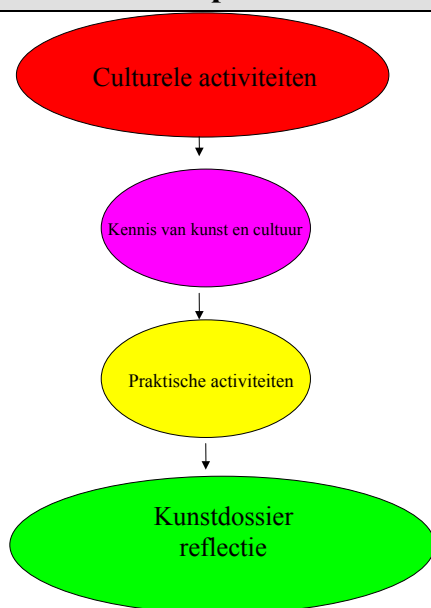 Culturele activiteiten
Kennis van kunst en cultuur
Praktische activiteiten
Kunstdossier
reflectie